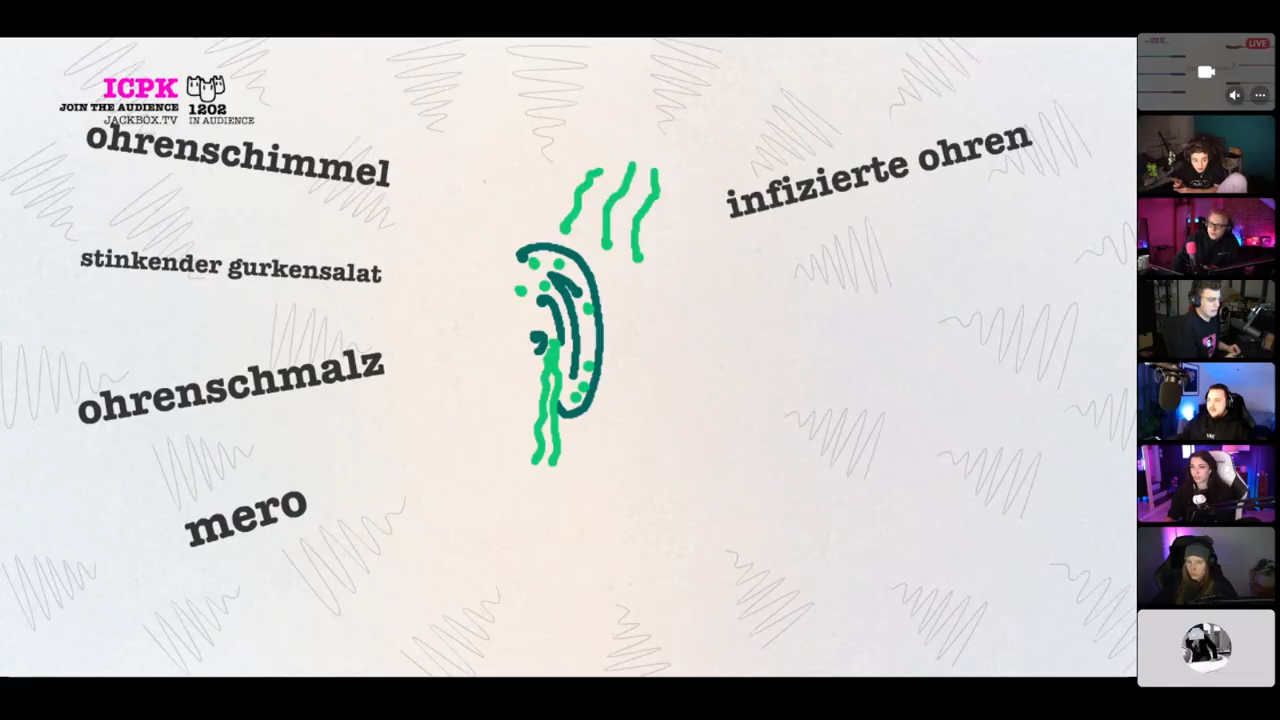 ICPK
JOIN THE AUDIENCE
JACKBOX.TV
1202
IN AUDIENCE
ohrenschimmel
stinkender gurkensalat
ohrenschmalz
mero
infizierte ohren
LIVE